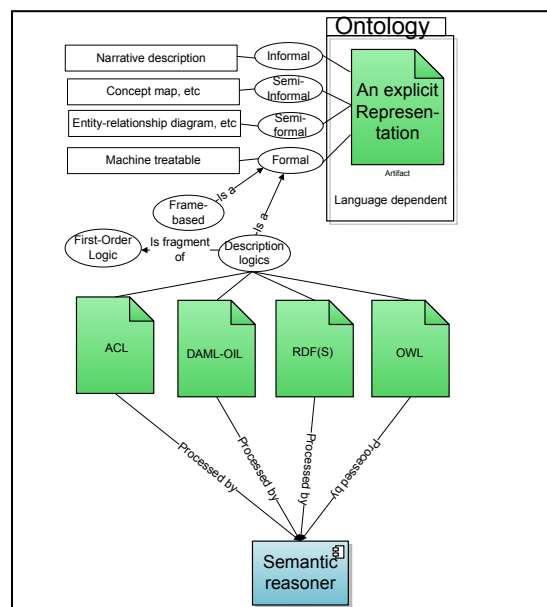 Ontology
Narrative description
Informal
Concept map, etc
Semi-
Informal
An explicit
Represen-
tation
Entity-relationship diagram, etc
Semi-
formal
Machine treatable
Formal
Artifact
Language dependent
Is a
Frame-
based
Is a
First-Order
Logic
Is fragment
of
Description
logics
ACL
DAML-OIL
RDF(S)
OWL
Processed by
Processed by
Processed by
Processed by
Semantic
reasoner